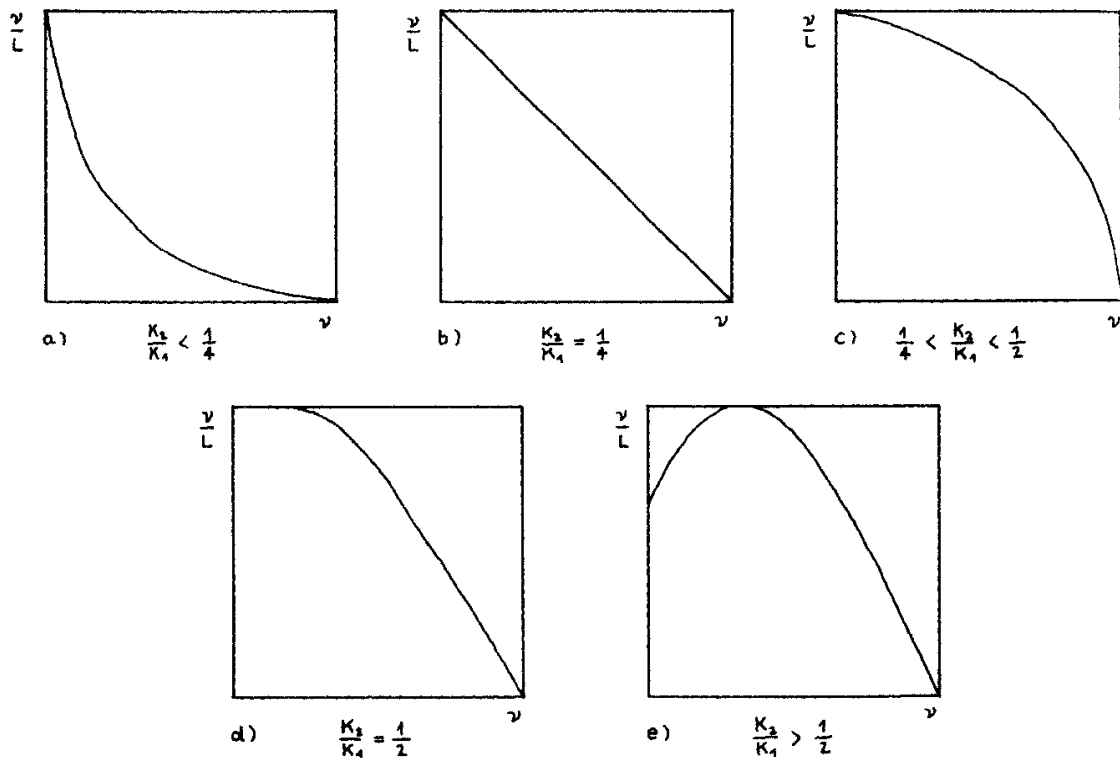 ν/L
ν
a) K₂/K₁ < 1/4
ν/L
ν
b) K₂/K₁ = 1/4
ν/L
ν
c) 1/4 < K₂/K₁ < 1/2
ν/L
ν
d) K₂/K₁ = 1/2
ν/L
ν
e) K₂/K₁ > 1/2